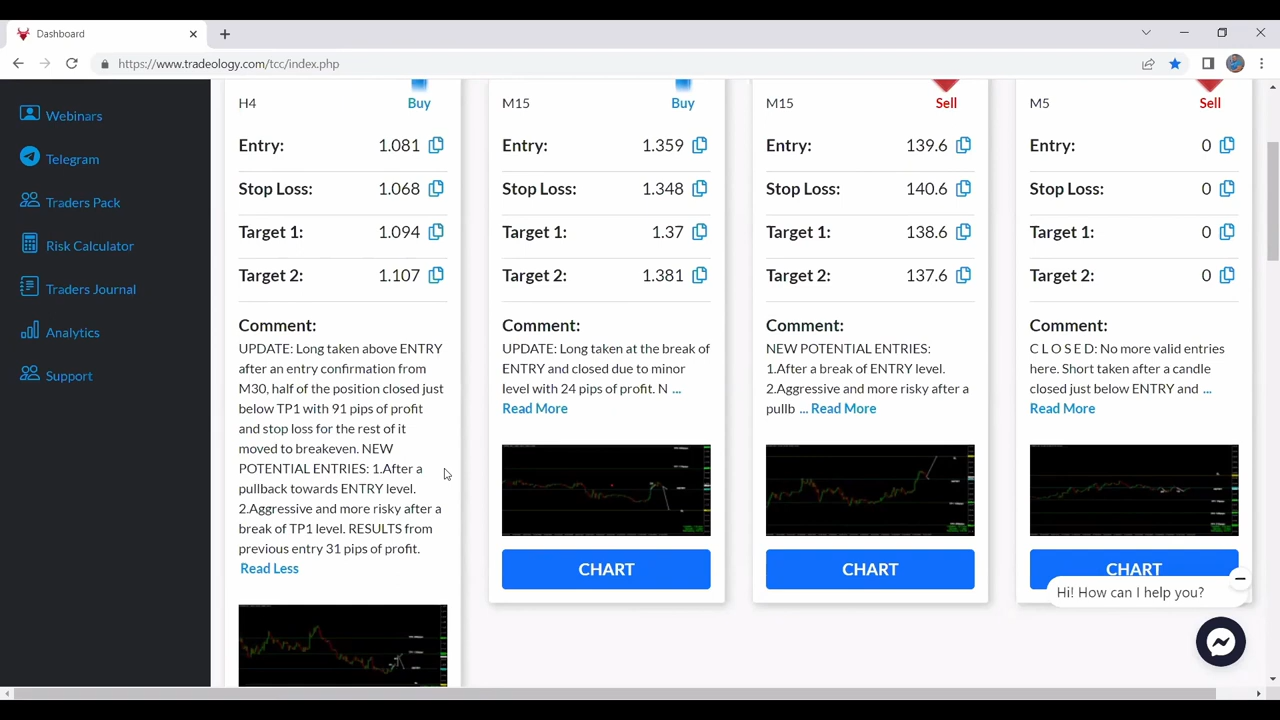 Dashboard
https://www.tradeology.com/tcc/index.php
Webinars
Telegram
Traders Pack
Risk Calculator
Traders Journal
Analytics
Support
H4
Buy
Entry:
1.081
Stop Loss:
1.068
Target 1:
1.094
Target 2:
1.107
Comment:
UPDATE: Long taken above ENTRY
after an entry confirmation from
M30, half of the position closed just
below TP1 with 91 pips of profit
and stop loss for the rest of it
moved to breakeven. NEW
POTENTIAL ENTRIES: 1.After a
pullback towards ENTRY level.
2.Aggressive and more risky after a
break of TP1 level. RESULTS from
previous entry 31 pips of profit.
Read Less
M15
Buy
Entry:
1.359
Stop Loss:
1.348
Target 1:
1.37
Target 2:
1.381
Comment:
UPDATE: Long taken at the break of
ENTRY and closed due to minor
level with 24 pips of profit. N ...
Read More
CHART
M15
Sell
Entry:
139.6
Stop Loss:
140.6
Target 1:
138.6
Target 2:
137.6
Comment:
NEW POTENTIAL ENTRIES:
1.After a break of ENTRY level.
2.Aggressive and more risky after a
pullb ... Read More
CHART
M5
Sell
Entry:
0
Stop Loss:
0
Target 1:
0
Target 2:
0
Comment:
C L O S E D: No more valid entries
here. Short taken after a candle
closed just below ENTRY and ...
Read More
CHART
Hi! How can I help you?